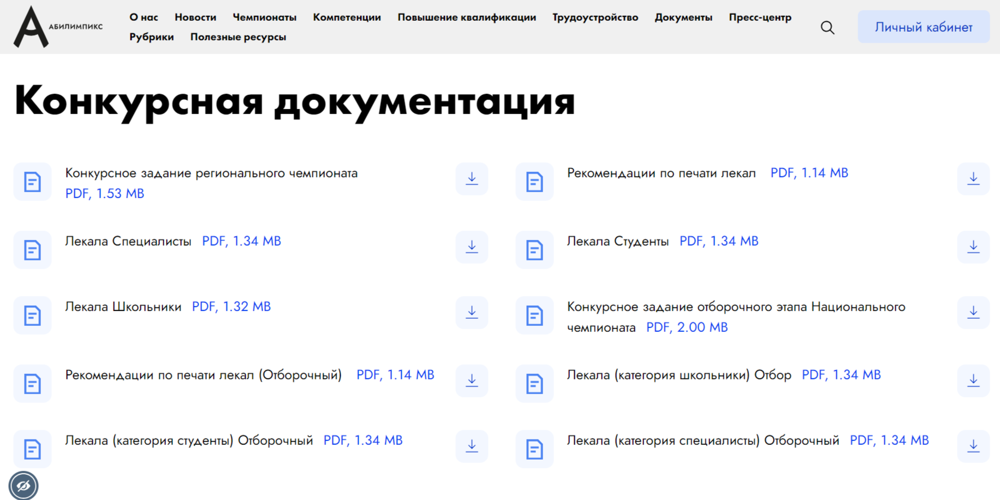 АБИЛИМПИКС
О нас Новости Чемпионаты Компетенции Повышение квалификации Трудоустройство Документы Пресс-центр
Рубрики Полезные ресурсы
Личный кабинет
Конкурсная документация
Конкурсное задание регионального чемпионата
PDF, 1.53 MB
Рекомендации по печати лекал PDF, 1.14 MB
Лекала Специалисты PDF, 1.34 MB
Лекала Студенты PDF, 1.34 MB
Лекала Школьники PDF, 1.32 MB
Конкурсное задание отборочного этапа Национального
чемпионата PDF, 2.00 MB
Рекомендации по печати лекал (Отборочный) PDF, 1.14 MB
Лекала (категория школьники) Отбор PDF, 1.34 MB
Лекала (категория студенты) Отборочный PDF, 1.34 MB
Лекала (категория специалисты) Отборочный PDF, 1.34 MB